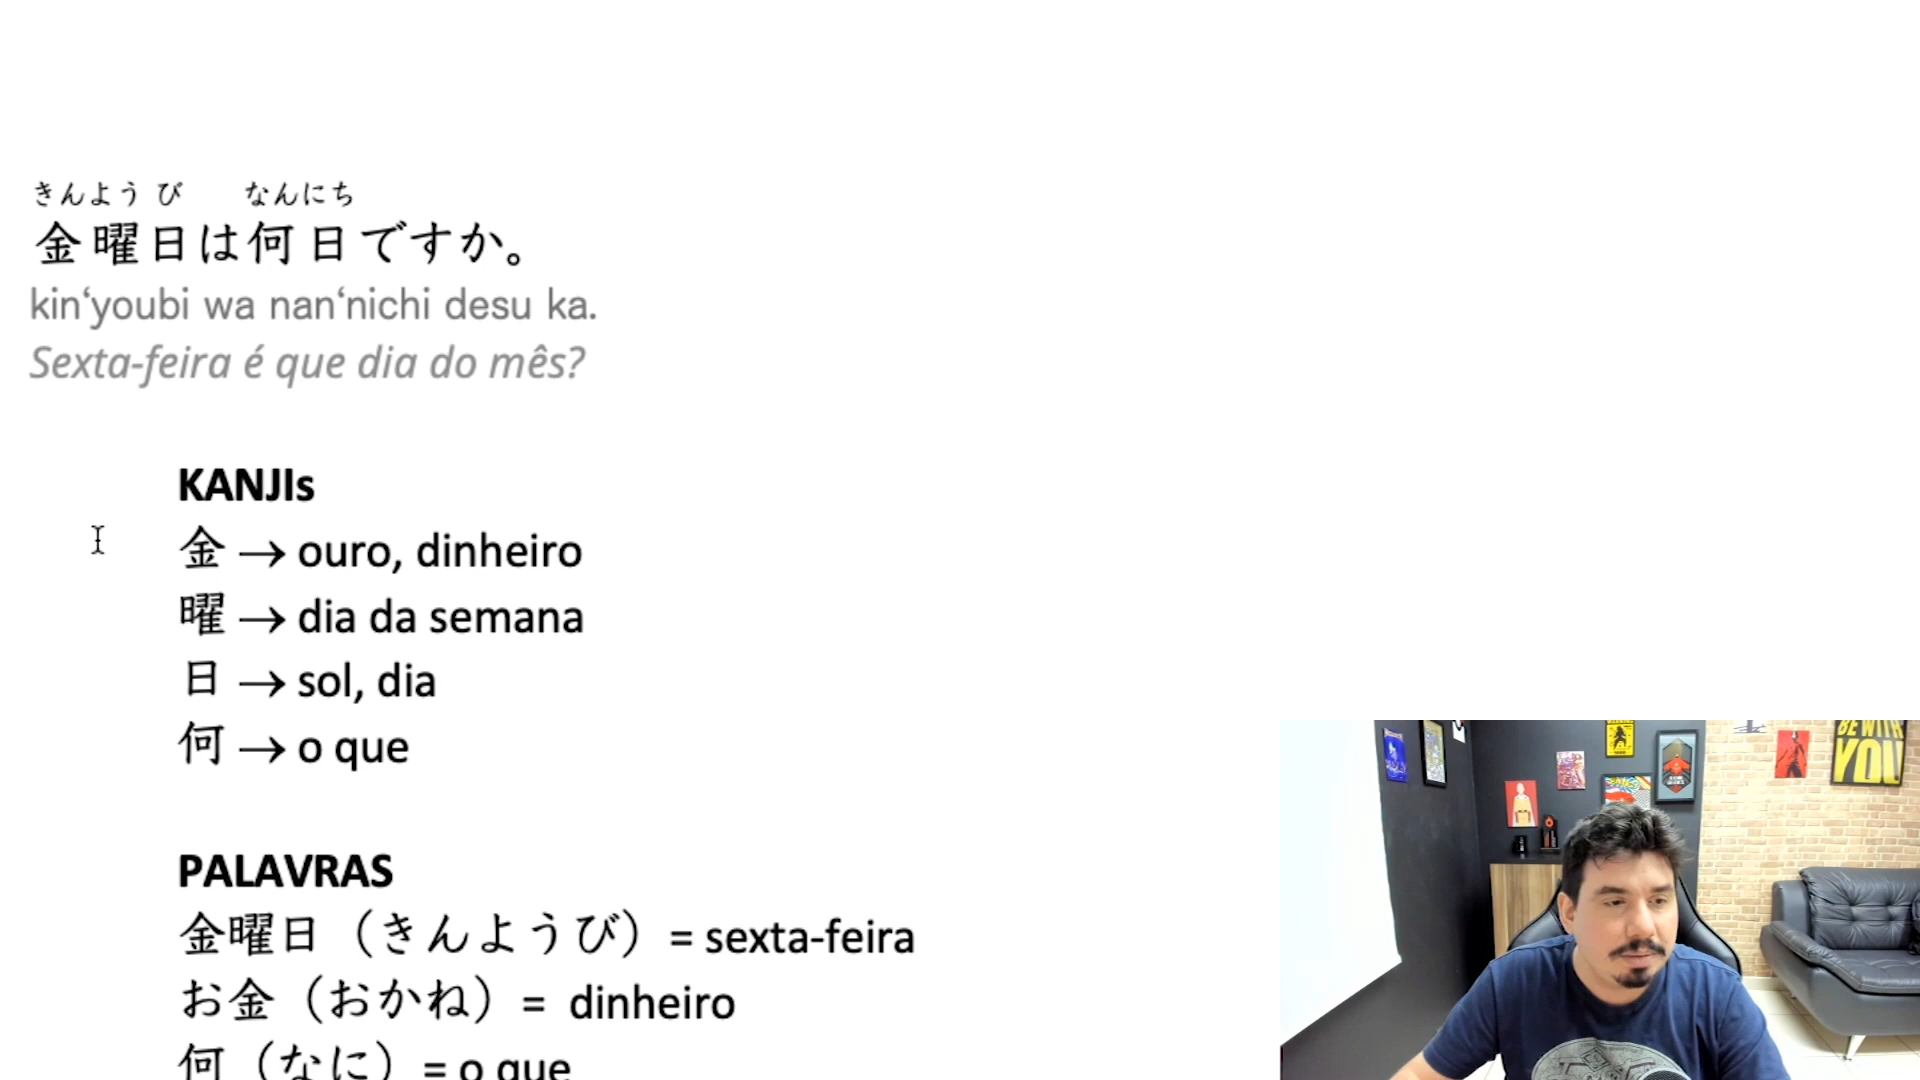 きんようび なんにち
金曜日は何日ですか。
kin‘youbi wa nan‘nichi desu ka.
Sexta-feira é que dia do mês?
KANJIs
金 → ouro, dinheiro
曜 → dia da semana
日 → sol, dia
何 → o que
PALAVRAS
金曜日（きんようび）= sexta-feira
お金（おかね）= dinheiro
何（なに）= o que
BE WITH
YOU